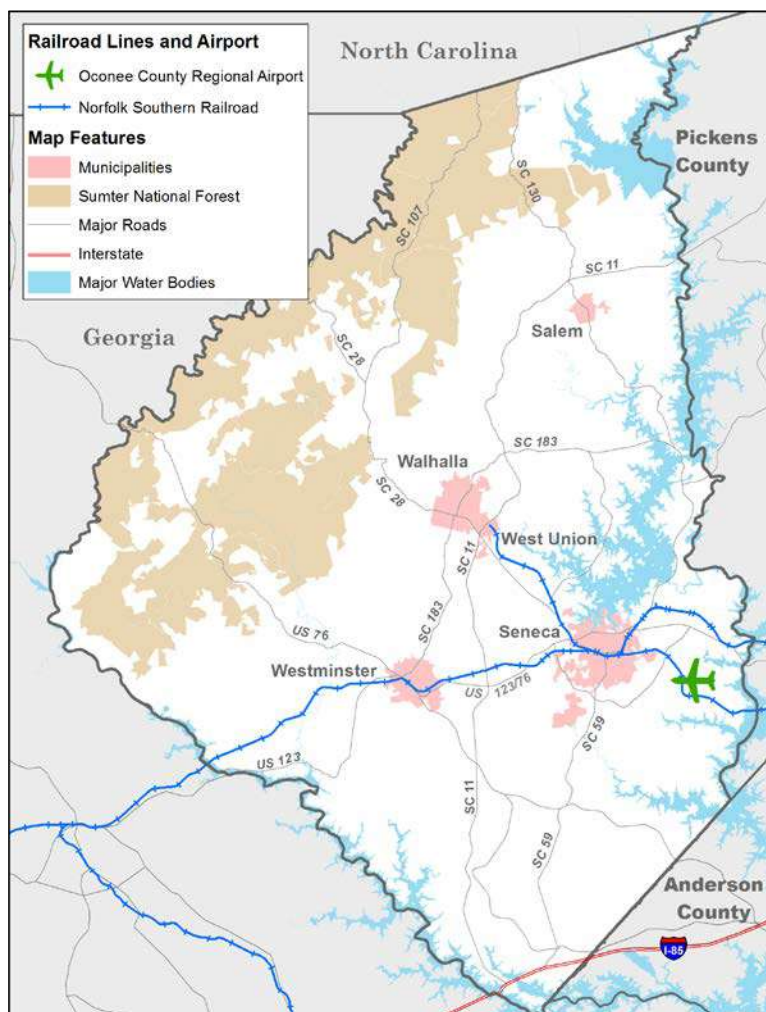 Railroad Lines and Airport
Oconee County Regional Airport
Norfolk Southern Railroad
Map Features
Municipalities
Sumter National Forest
Major Roads
Interstate
Major Water Bodies
North Carolina
Pickens
County
SC 107
SC 130
SC 11
Georgia
Salem
SC 28
SC 183
Walhalla
SC 28
West Union
SC 11
SC 183
US 76
Seneca
Westminster
US 123/76
SC 59
US 123
SC 11
SC 59
Anderson
County
I-85